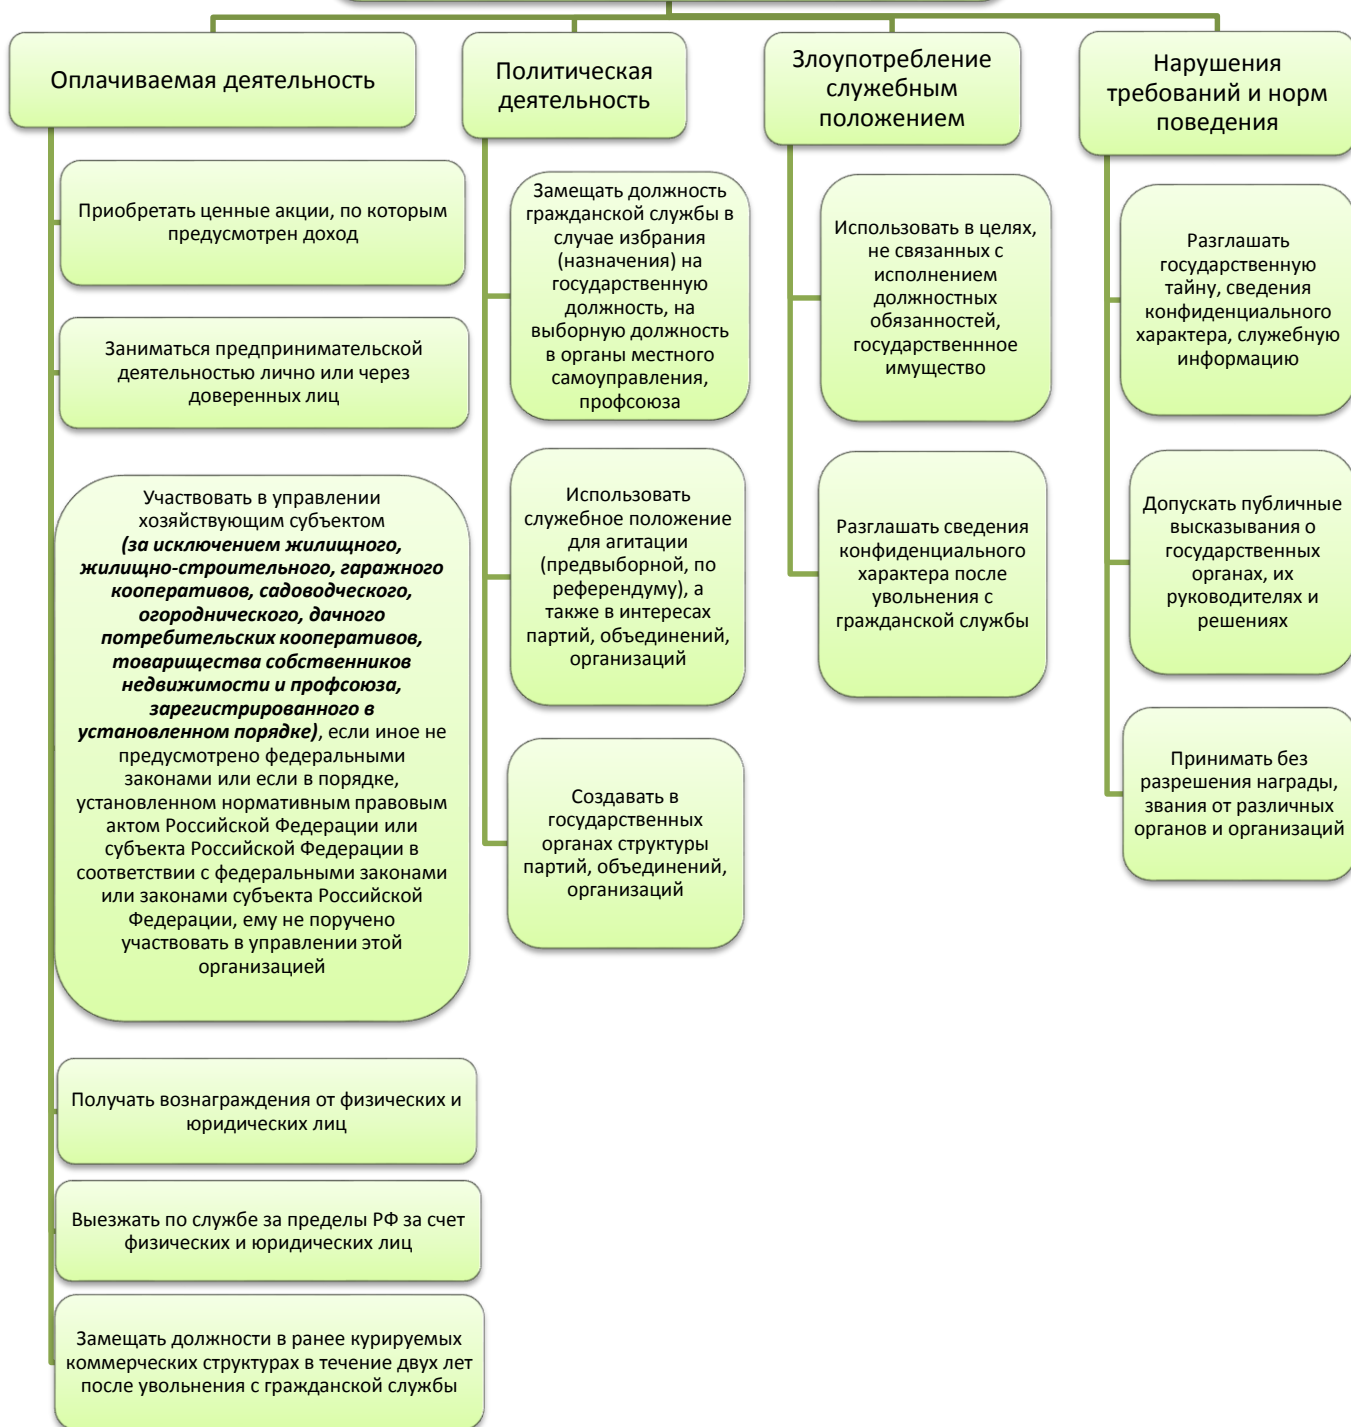 Оплачиваемая деятельность
Приобретать ценные акции, по которым
предусмотрен доход
Заниматься предпринимательской
деятельностью лично или через
доверенных лиц
Участвовать в управлении
хозяйствующим субъектом
(за исключением жилищного,
жилищно-строительного, гаражного
кооперативов, садоводческого,
огороднического, дачного
потребительских кооперативов,
товарищества собственников
недвижимости и профсоюза,
зарегистрированного в
установленном порядке), если иное не
предусмотрено федеральными
законами или если в порядке,
установленном нормативным правовым
актом Российской Федерации или
субъекта Российской Федерации в
соответствии с федеральными законами
или законами субъекта Российской
Федерации, ему не поручено
участвовать в управлении этой
организацией
Получать вознаграждения от физических и
юридических лиц
Выезжать по службе за пределы РФ за счет
физических и юридических лиц
Замещать должности в ранее курируемых
коммерческих структурах в течение двух лет
после увольнения с гражданской службы
Политическая
деятельность
Замещать должность
гражданской службы в
случае избрания
(назначения) на
государственную
должность, на
выборную должность
в органы местного
самоуправления,
профсоюза
Использовать
служебное положение
для агитации
(предвыборной, по
референдуму), а
также в интересах
партий, объединений,
организаций
Создавать в
государственных
органах структуры
партий, объединений,
организаций
Злоупотребление
служебным
положением
Использовать в целях,
не связанных с
исполнением
должностных
обязанностей,
государственнное
имущество
Разглашать сведения
конфиденциального
характера после
увольнения с
гражданской службы
Нарушения
требований и норм
поведения
Разглашать
государственную
тайну, сведения
конфиденциального
характера, служебную
информацию
Допускать публичные
высказывания о
государственных
органах, их
руководителях и
решениях
Принимать без
разрешения награды,
звания от различных
органов и организаций